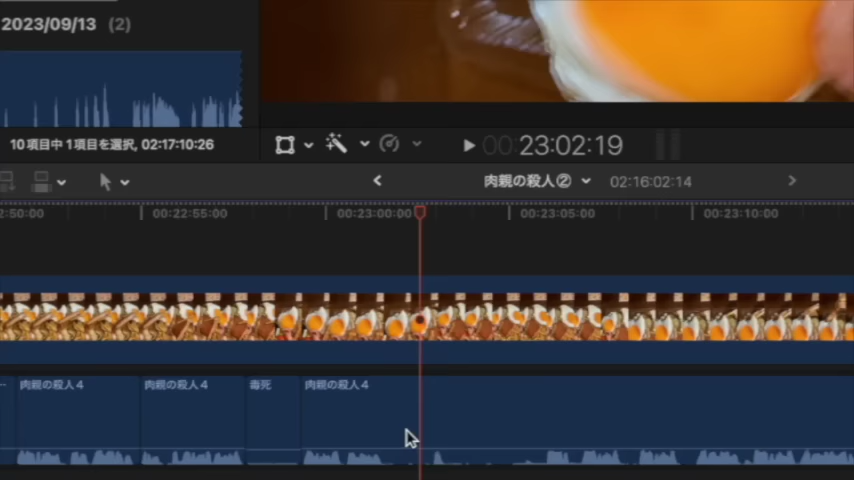 2023/09/13 (2)
10項目中1項目を選択, 02:17:10:26
00:23:02:19
肉親の殺人② 02:16:02:14
2:50:00 00:22:55:00 00:23:00:00 00:23:05:00 00:23:10:00
肉親の殺人4 肉親の殺人4 毒死 肉親の殺人4